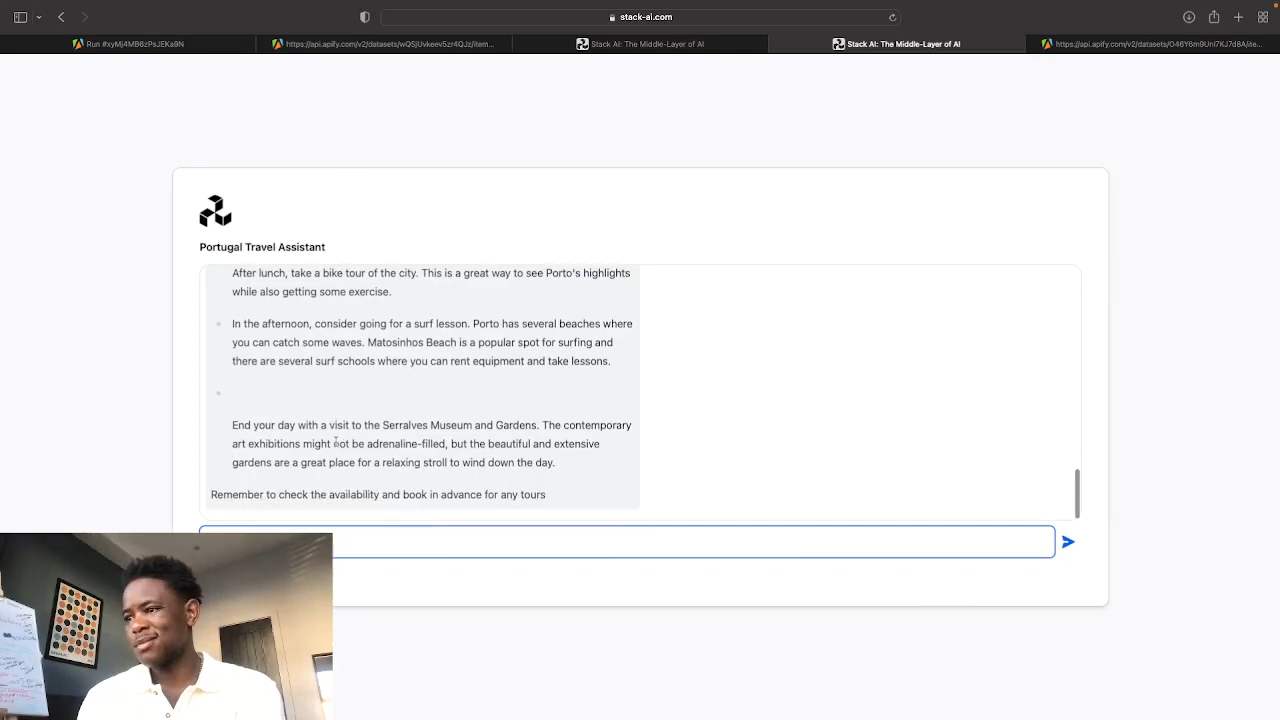 stack-ai.com
Run #xyMj4MB6zPsJEKa9N
https://api.apify.com/v2/datasets/wQSjUvkeev5zr4QJz/item...
Stack AI: The Middle-Layer of AI
Stack AI: The Middle-Layer of AI
https://api.apify.com/v2/datasets/O46Y6m9UnI7KJ7d8A/ite...
Portugal Travel Assistant
After lunch, take a bike tour of the city. This is a great way to see Porto's highlights
while also getting some exercise.
In the afternoon, consider going for a surf lesson. Porto has several beaches where
you can catch some waves. Matosinhos Beach is a popular spot for surfing and
there are several surf schools where you can rent equipment and take lessons.
End your day with a visit to the Serralves Museum and Gardens. The contemporary
art exhibitions might not be adrenaline-filled, but the beautiful and extensive
gardens are a great place for a relaxing stroll to wind down the day.
Remember to check the availability and book in advance for any tours